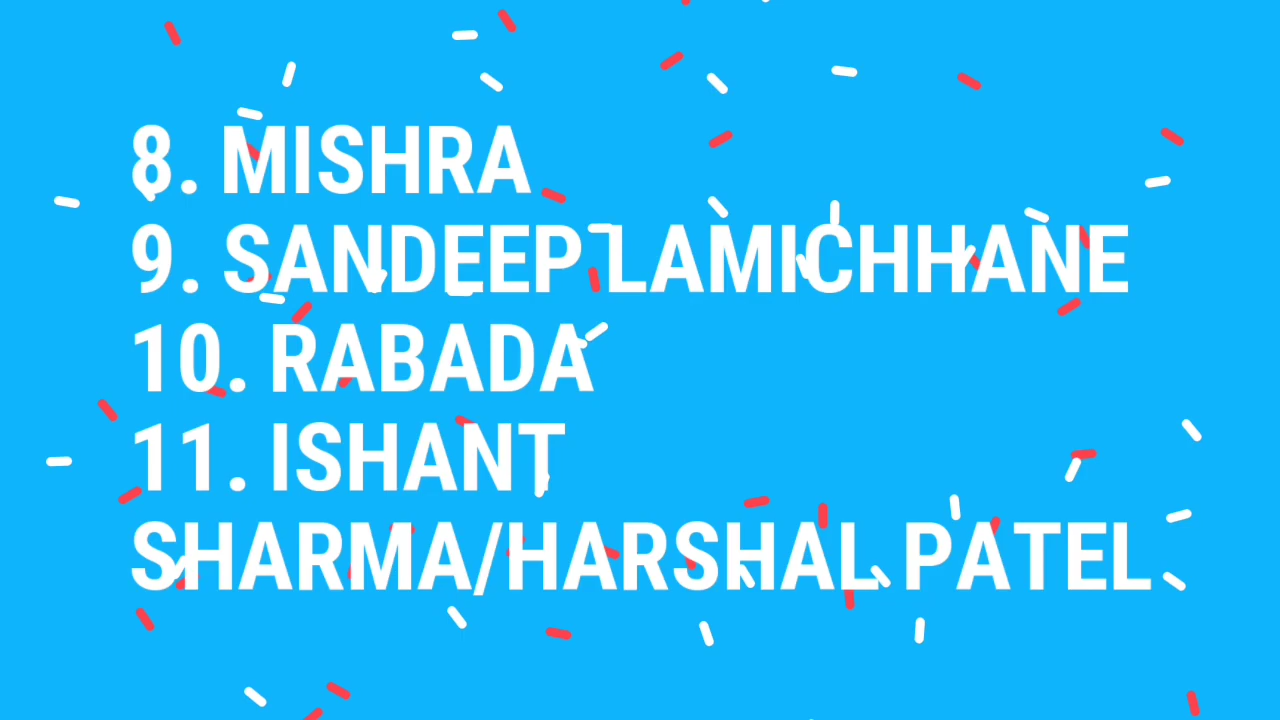 8. MISHRA
9. SANDEEP LAMICHHANE
10. RABADA
11. ISHANT
SHARMA/HARSHAL PATEL